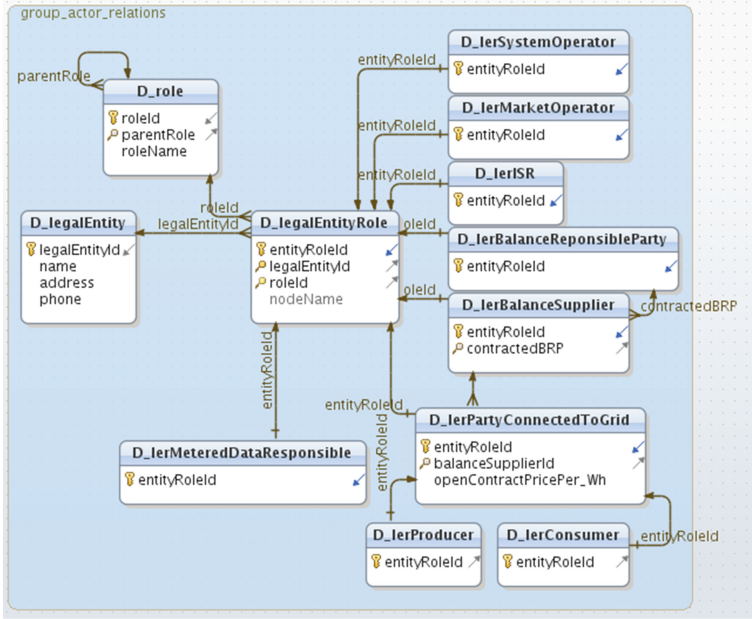 group_actor_relations
parentRole
D_role
roleId
parentRole
roleName
D_legalEntity
legalEntityId
name
address
phone
roleId
legalEntityId
D_legalEntityRole
entityRoleId
legalEntityId
roleId
nodeName
entityRoleId
D_lerSystemOperator
entityRoleId
entityRoleId
D_lerMarketOperator
entityRoleId
entityRoleId
D_lerISR
entityRoleId
oleId
D_lerBalanceReponsibleParty
entityRoleId
oleId
D_lerBalanceSupplier
entityRoleId
contractedBRP
contractedBRP
entityRoleId
entityRoleId
D_lerPartyConnectedToGrid
entityRoleId
balanceSupplierId
openContractPricePer_Wh
D_lerMeteredDataResponsible
entityRoleId
entityRoleId
D_lerProducer
entityRoleId
D_lerConsumer
entityRoleId
entityRoleId